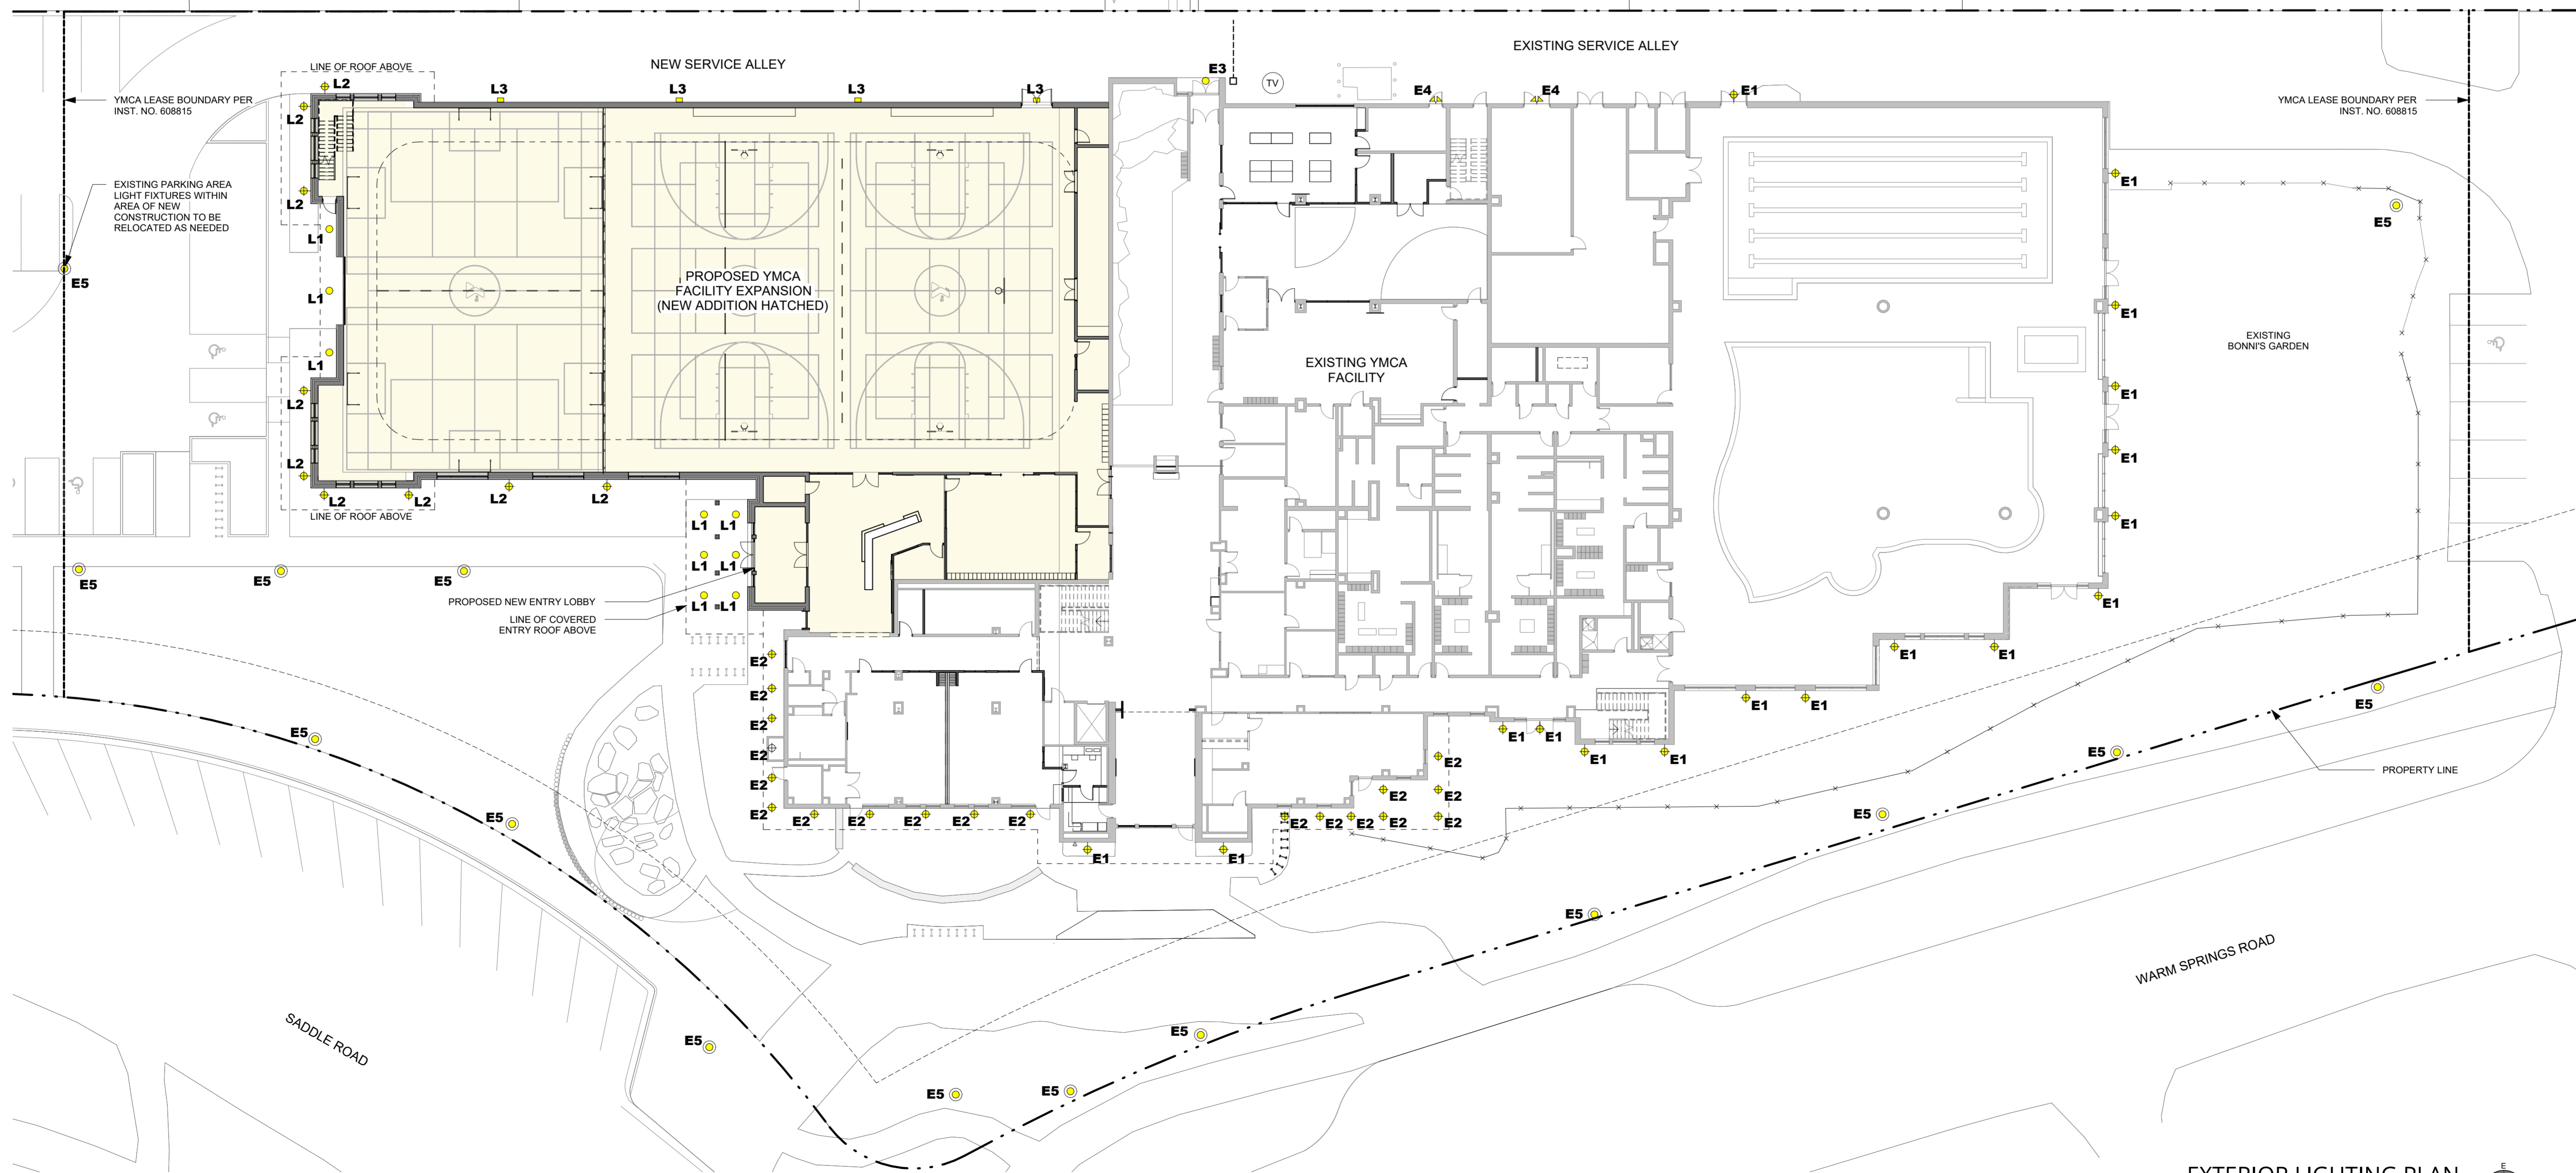 EXISTING SERVICE ALLEY
NEW SERVICE ALLEY
LINE OF ROOF ABOVE
E3
TV
L2
L3
L3
L3
L3
E4
E4
E1
YMCA LEASE BOUNDARY PER
INST. NO. 608815
YMCA LEASE BOUNDARY PER
INST. NO. 608815
L2
EXISTING PARKING AREA
LIGHT FIXTURES WITHIN
AREA OF NEW
CONSTRUCTION TO BE
RELOCATED AS NEEDED
E1
L2
E5
L1
E5
PROPOSED YMCA
FACILITY EXPANSION
(NEW ADDITION HATCHED)
L1
E1
EXISTING
BONNI'S GARDEN
EXISTING YMCA
FACILITY
L1
E1
L2
E1
L2
L2
L2
L2
L2
LINE OF ROOF ABOVE
E1
L1
L1
L1
L1
E5
E5
E5
PROPOSED NEW ENTRY LOBBY
L1
L1
LINE OF COVERED
ENTRY ROOF ABOVE
E1
E1
E1
E2
E2
E1
E1
E5
E2
E1
E1
E5
E2
E1
E1
E5
E2
PROPERTY LINE
E2
E2
E2
E2
E5
E2
E2
E2
E2
E2
E2
E2
E2
E2
E2
E2
E5
E1
E1
E5
WARM SPRINGS ROAD
SADDLE ROAD
E5
E5
E5
E5
EXTERIOR LIGHTING PLAN
E